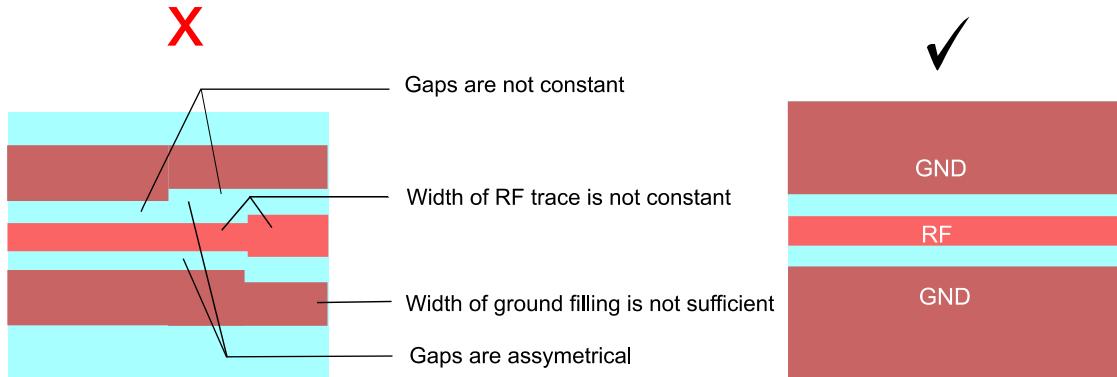 X
Gaps are not constant
Width of RF trace is not constant
Width of ground filling is not sufficient
Gaps are assymetrical
GND
RF
GND